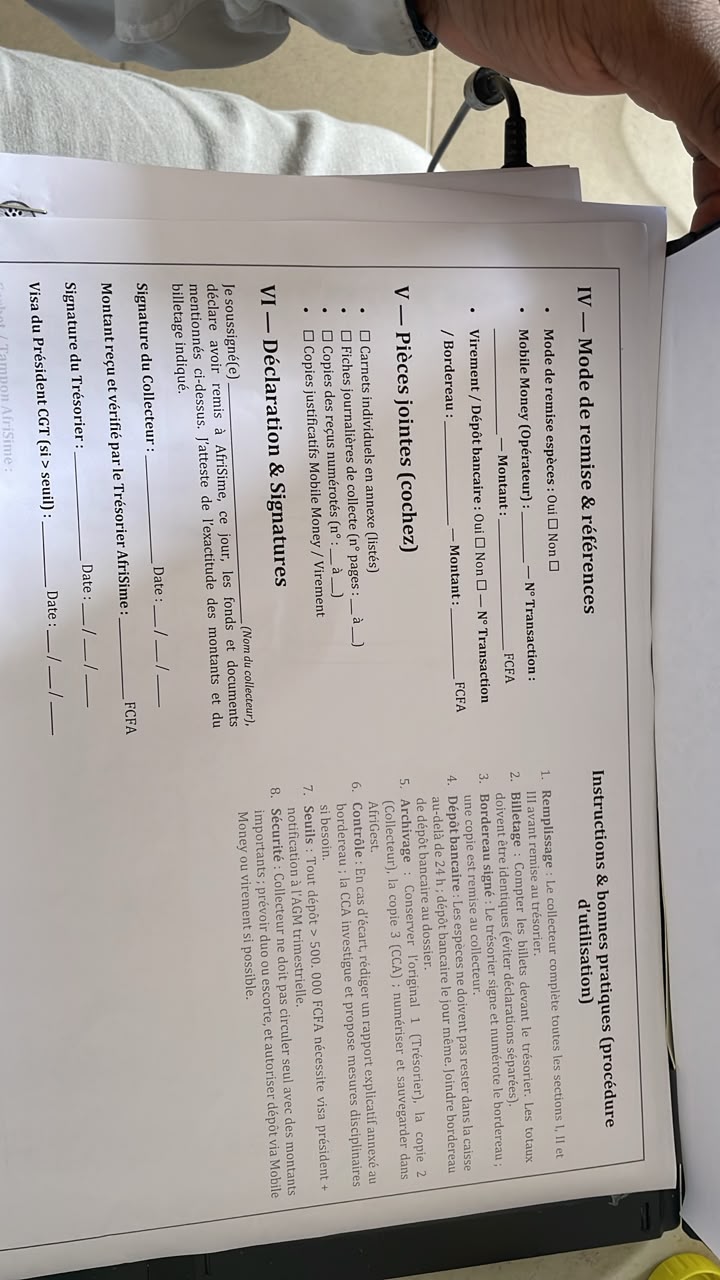 IV — Mode de remise & références
• Mode de remise espèces : Oui ☐ Non ☐
• Mobile Money (Opérateur) : ________ — N° Transaction :
____________ — Montant : ________________ FCFA
• Virement / Dépôt bancaire : Oui ☐ Non ☐ — N° Transaction
/ Bordereau : ____________ — Montant : ________ FCFA
V — Pièces jointes (cochez)
• ☐ Carnets individuels en annexe (listés)
• ☐ Fiches journalières de collecte (n° pages : __ à __)
• ☐ Copies des reçus numérotés (n° : __ à __)
• ☐ Copies justificatifs Mobile Money / Virement
VI — Déclaration & Signatures
Je soussigné(e) ______________________ (Nom du collecteur),
déclare avoir remis à AfriSime, ce jour, les fonds et documents
mentionnés ci-dessus. J'atteste de l'exactitude des montants et du
billetage indiqué.
Signature du Collecteur : ____________ Date : __ / __ / ____
Montant reçu et vérifié par le Trésorier AfriSime : ________ FCFA
Signature du Trésorier : ____________ Date : __ / __ / ____
Visa du Président CGT (si > seuil) : ________ Date : __ / __ / ____
/ Tampon AfriSime :
Instructions & bonnes pratiques (procédure
d'utilisation)
1. Remplissage : Le collecteur complète toutes les sections I, II et
III avant remise au trésorier.
2. Billetage : Compter les billets devant le trésorier. Les totaux
doivent être identiques (éviter déclarations séparées).
3. Bordereau signé : Le trésorier signe et numérote le bordereau ;
une copie est remise au collecteur.
4. Dépôt bancaire : Les espèces ne doivent pas rester dans la caisse
au-delà de 24 h ; dépôt bancaire le jour même. Joindre bordereau
de dépôt bancaire au dossier.
5. Archivage : Conserver l'original 1 (Trésorier), la copie 2
(Collecteur), la copie 3 (CCA) ; numériser et sauvegarder dans
AfriGest.
6. Contrôle : En cas d'écart, rédiger un rapport explicatif annexé au
bordereau ; la CCA investigue et propose mesures disciplinaires
si besoin.
7. Seuils : Tout dépôt > 500. 000 FCFA nécessite visa président +
notification à l'AGM trimestrielle.
8. Sécurité : Collecteur ne doit pas circuler seul avec des montants
importants ; prévoir duo ou escorte, et autoriser dépôt via Mobile
Money ou virement si possible.